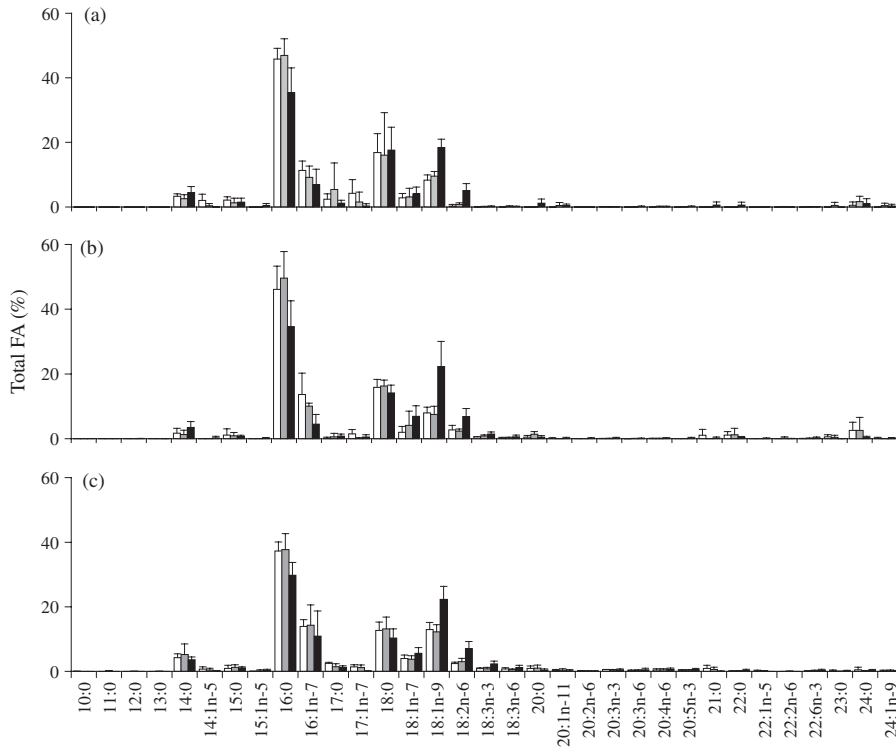 (a)
60
40
20
0
(b)
60
40
20
0
Total FA (%)
(c)
60
40
20
0
10:0
11:0
12:0
13:0
14:0
14:1n-5
15:0
15:1n-5
16:0
16:1n-7
17:0
17:1n-7
18:0
18:1n-7
18:1n-9
18:2n-6
18:3n-3
18:3n-6
20:0
20:1n-11
20:2n-6
20:3n-3
20:3n-6
20:4n-6
20:5n-3
21:0
22:0
22:1n-5
22:2n-6
22:6n-3
23:0
24:0
24:1n-9